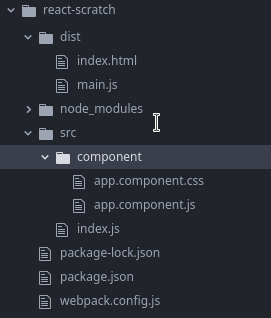 react-scratch
dist
index.html
main.js
node_modules
src
component
app.component.css
app.component.js
index.js
package-lock.json
package.json
webpack.config.js